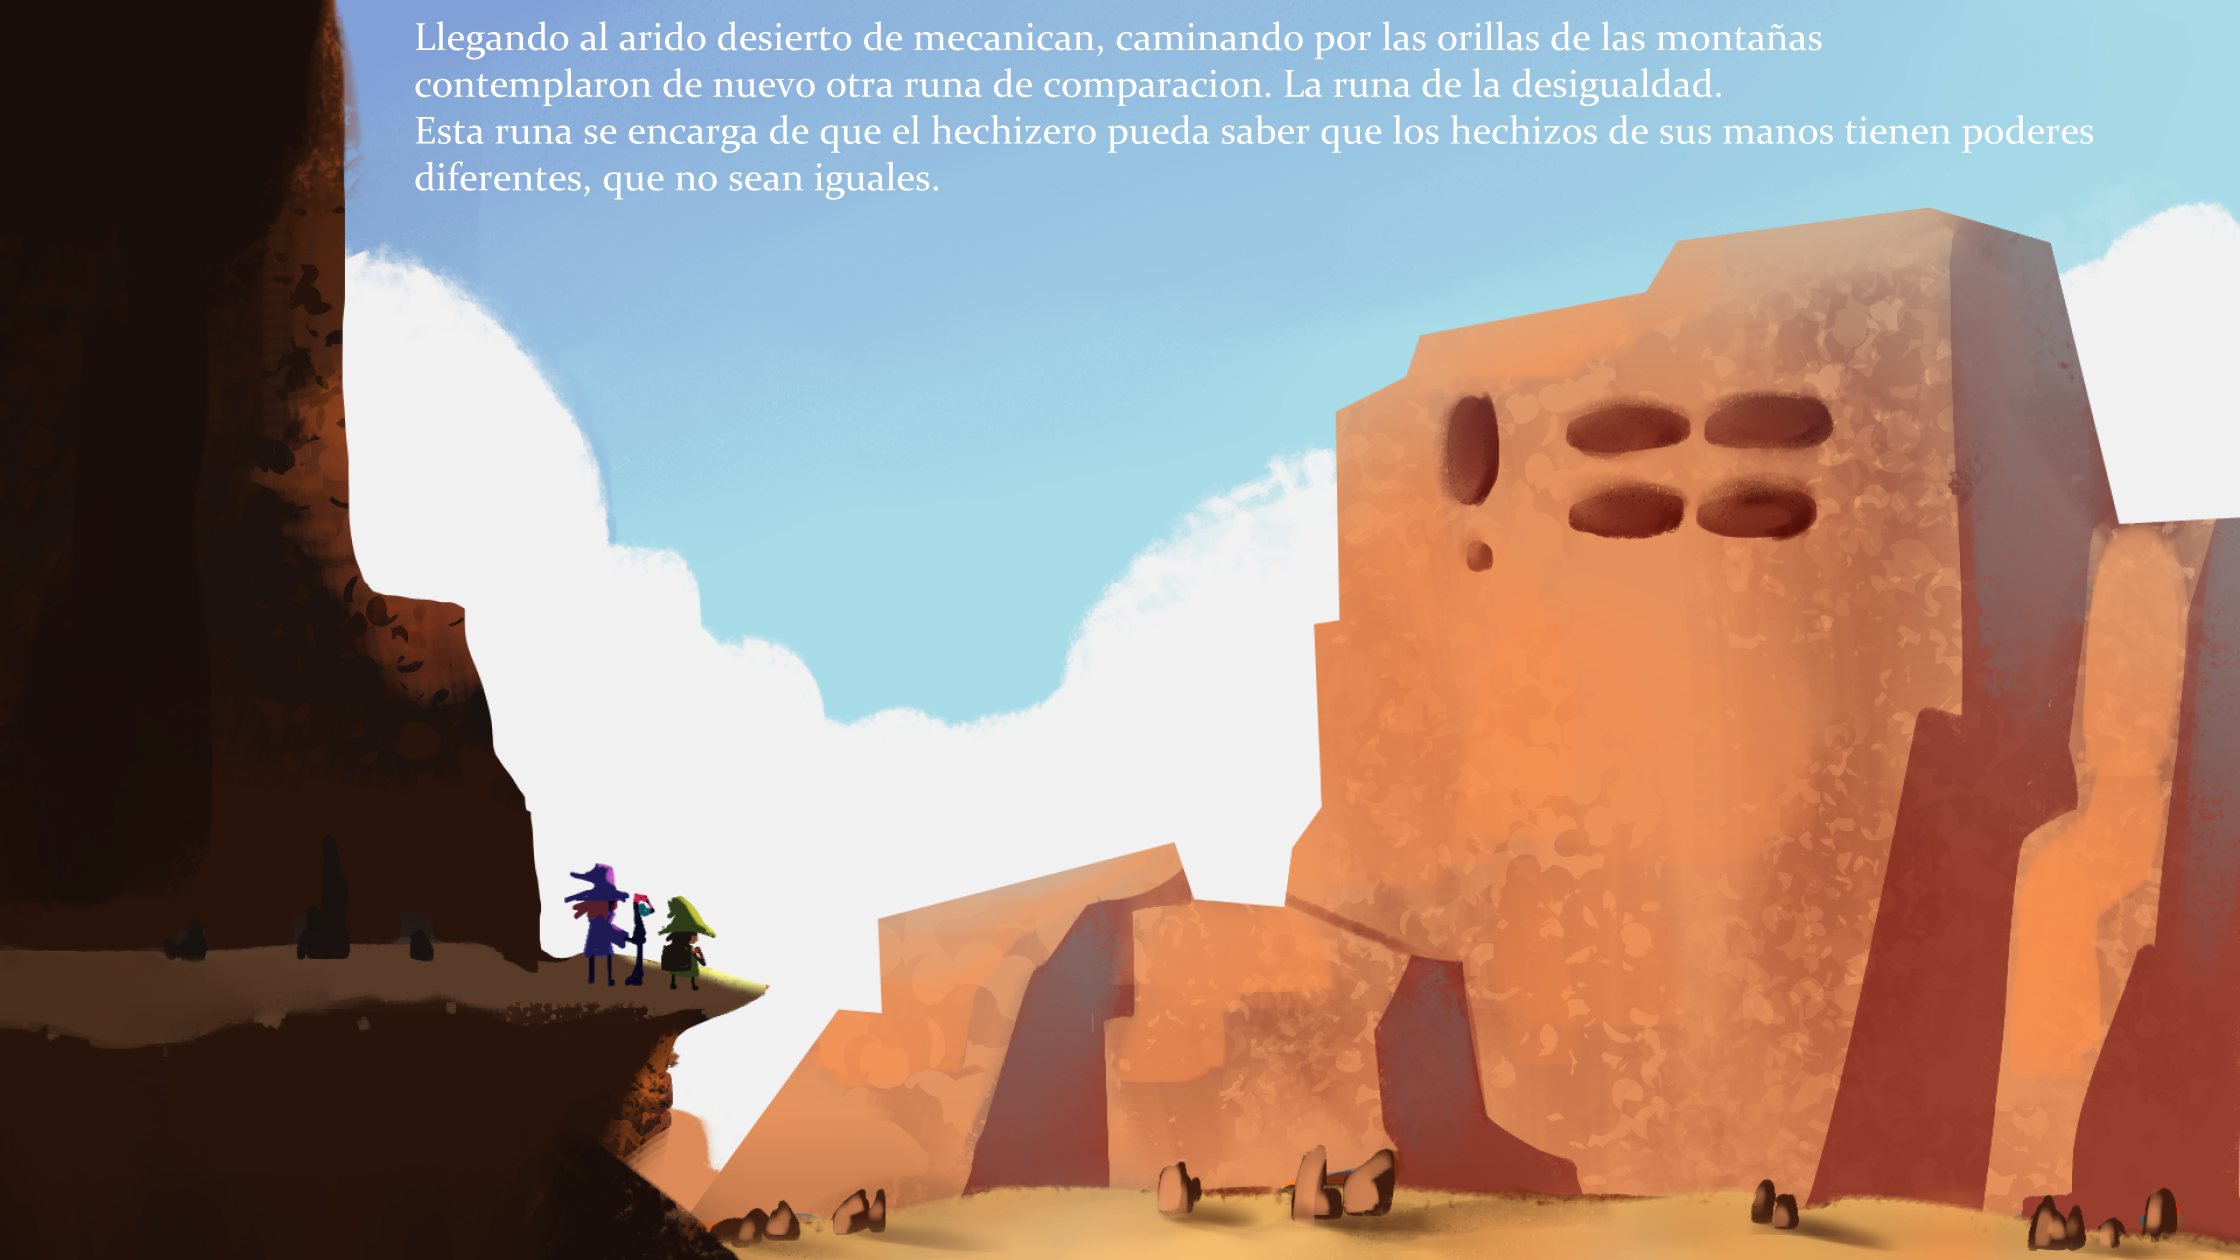 Llegando al arido desierto de mecanican, caminando por las orillas de las montañas
contemplaron de nuevo otra runa de comparacion. La runa de la desigualdad.
Esta runa se encarga de que el hechizero pueda saber que los hechizos de sus manos tienen poderes
diferentes, que no sean iguales.
!==